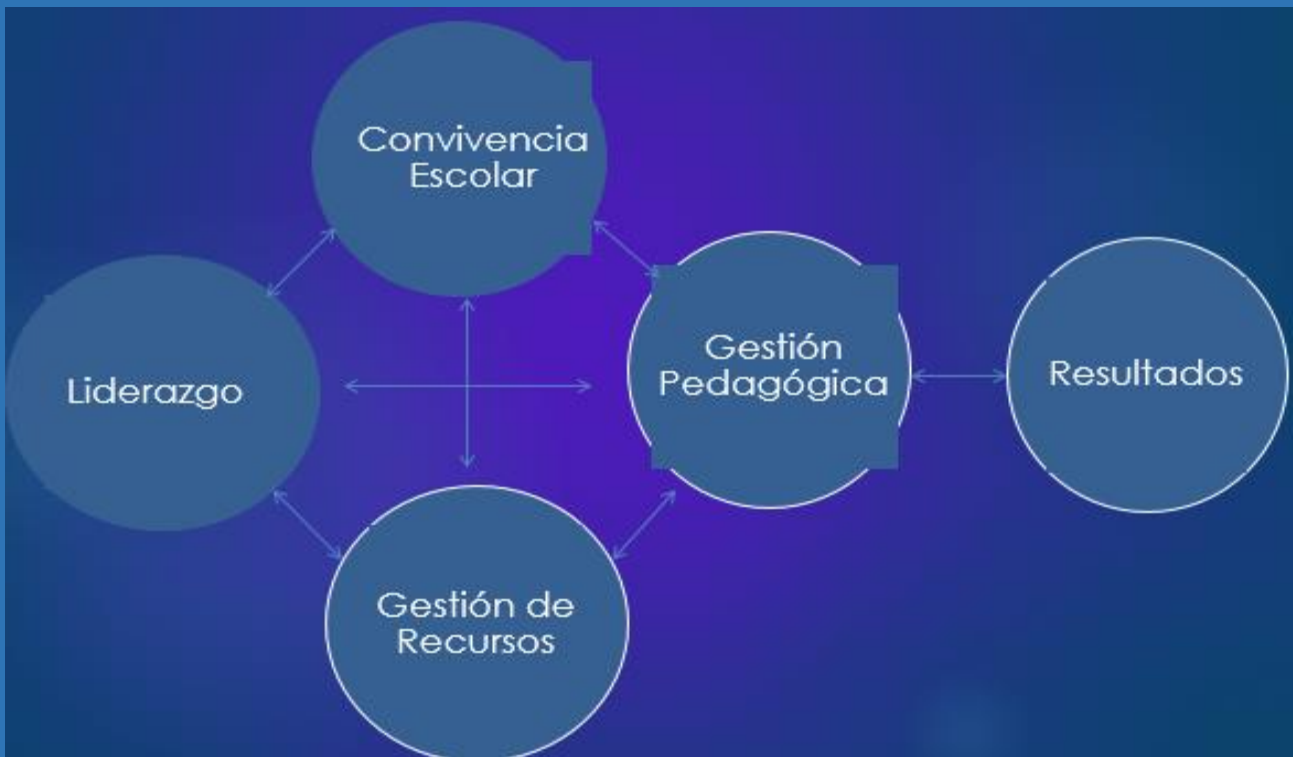 Convivencia
Escolar
Liderazgo
Gestión
Pedagógica
Resultados
Gestión de
Recursos